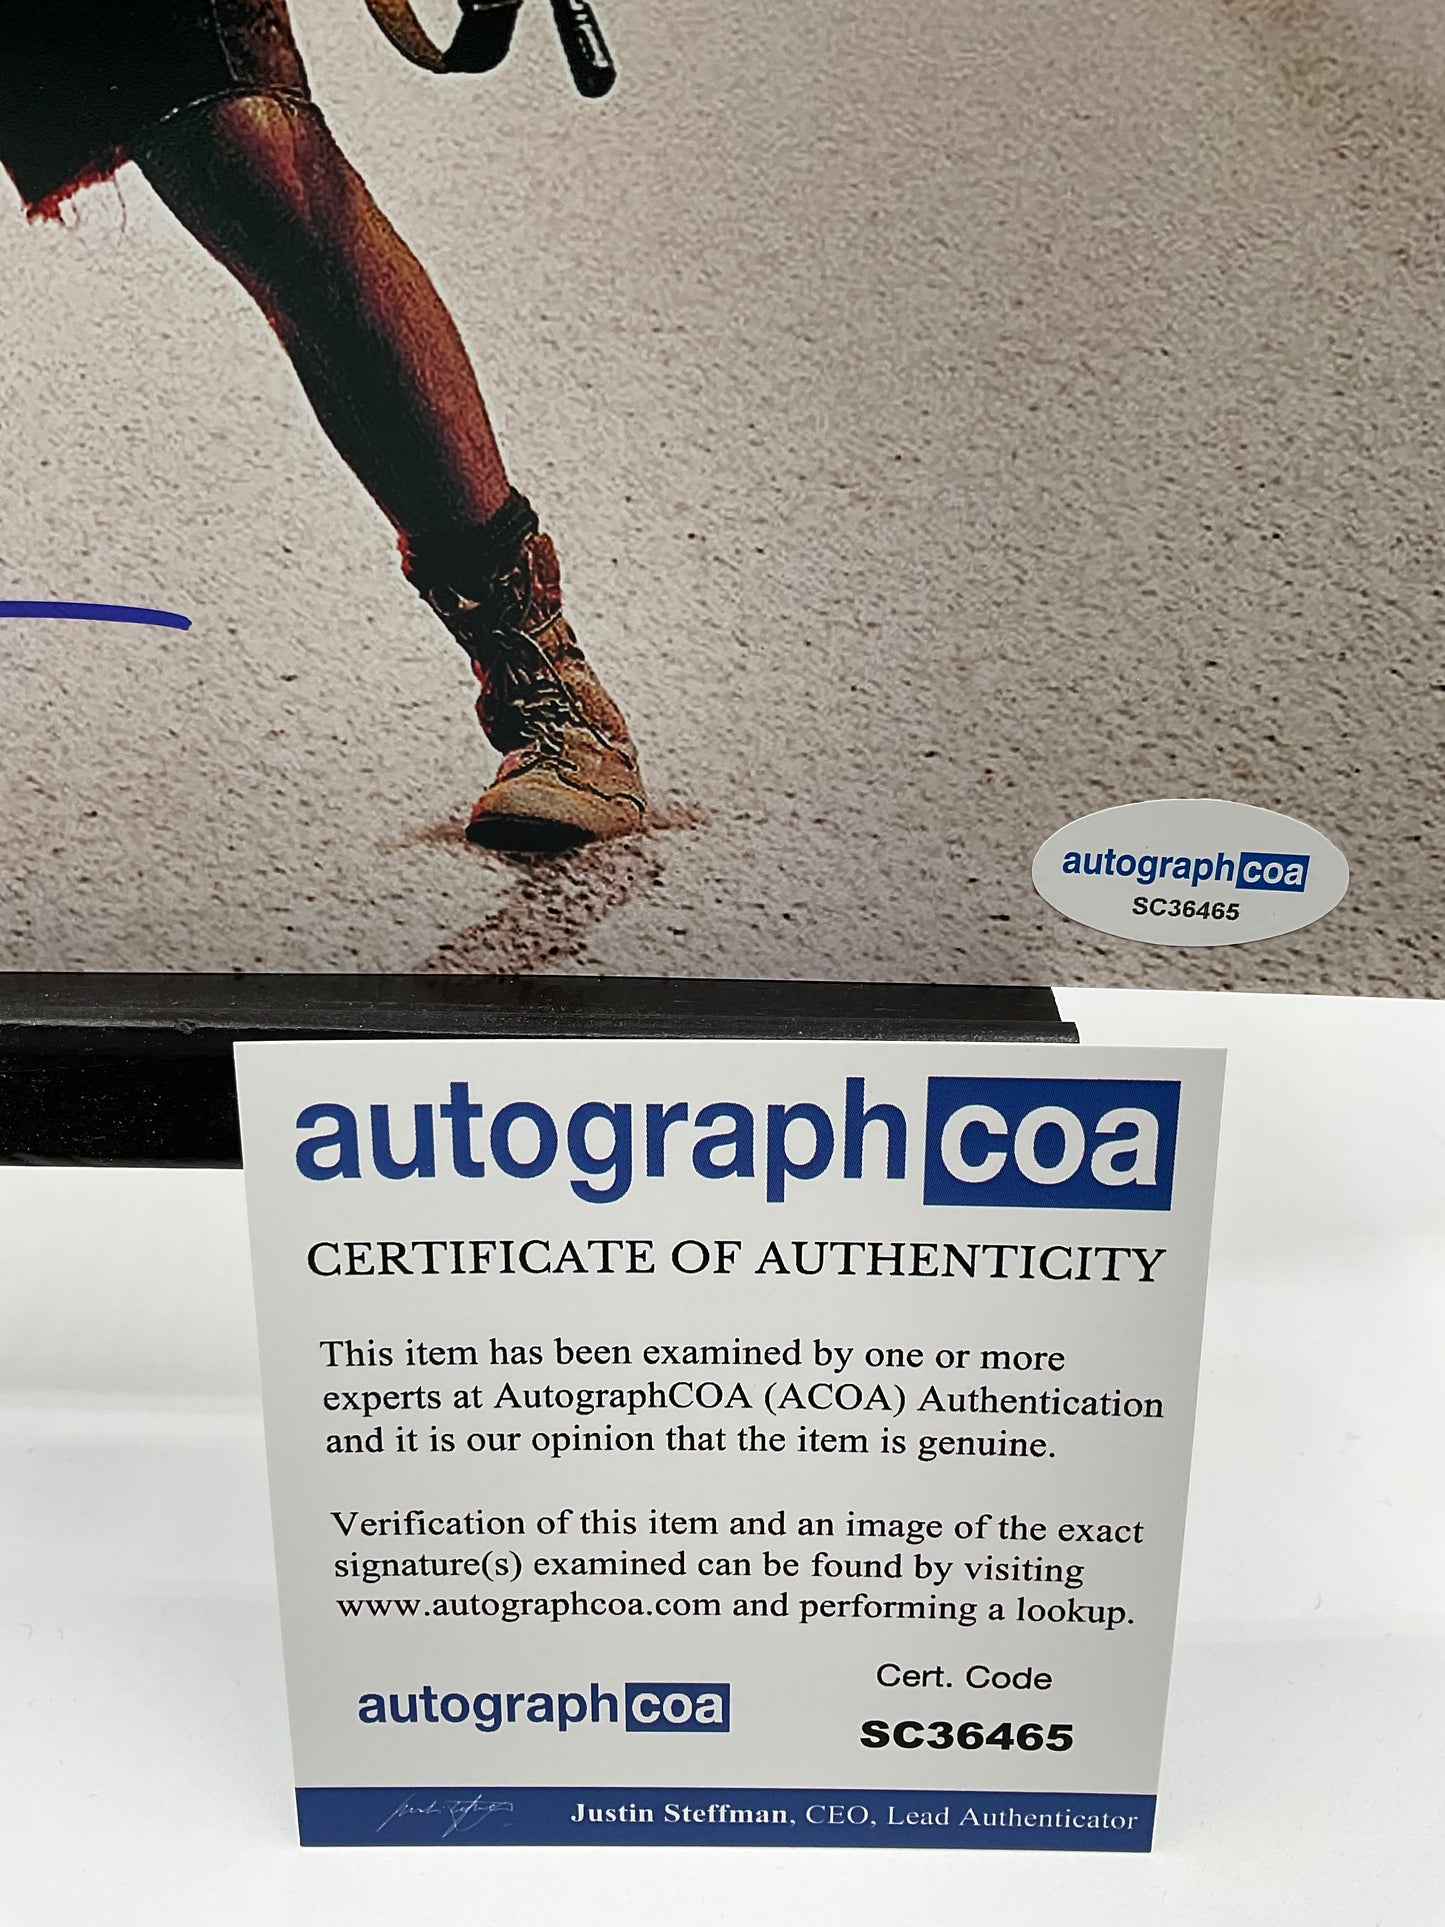 autographcoa
SC36465
autographcoa
CERTIFICATE OF AUTHENTICITY
This item has been examined by one or more
experts at AutographCOA (ACOA) Authentication
and it is our opinion that the item is genuine.
Verification of this item and an image of the exact
signature(s) examined can be found by visiting
www.autographcoa.com and performing a lookup.
Cert. Code
autographcoa
SC36465
Justin Steffman, CEO, Lead Authenticator